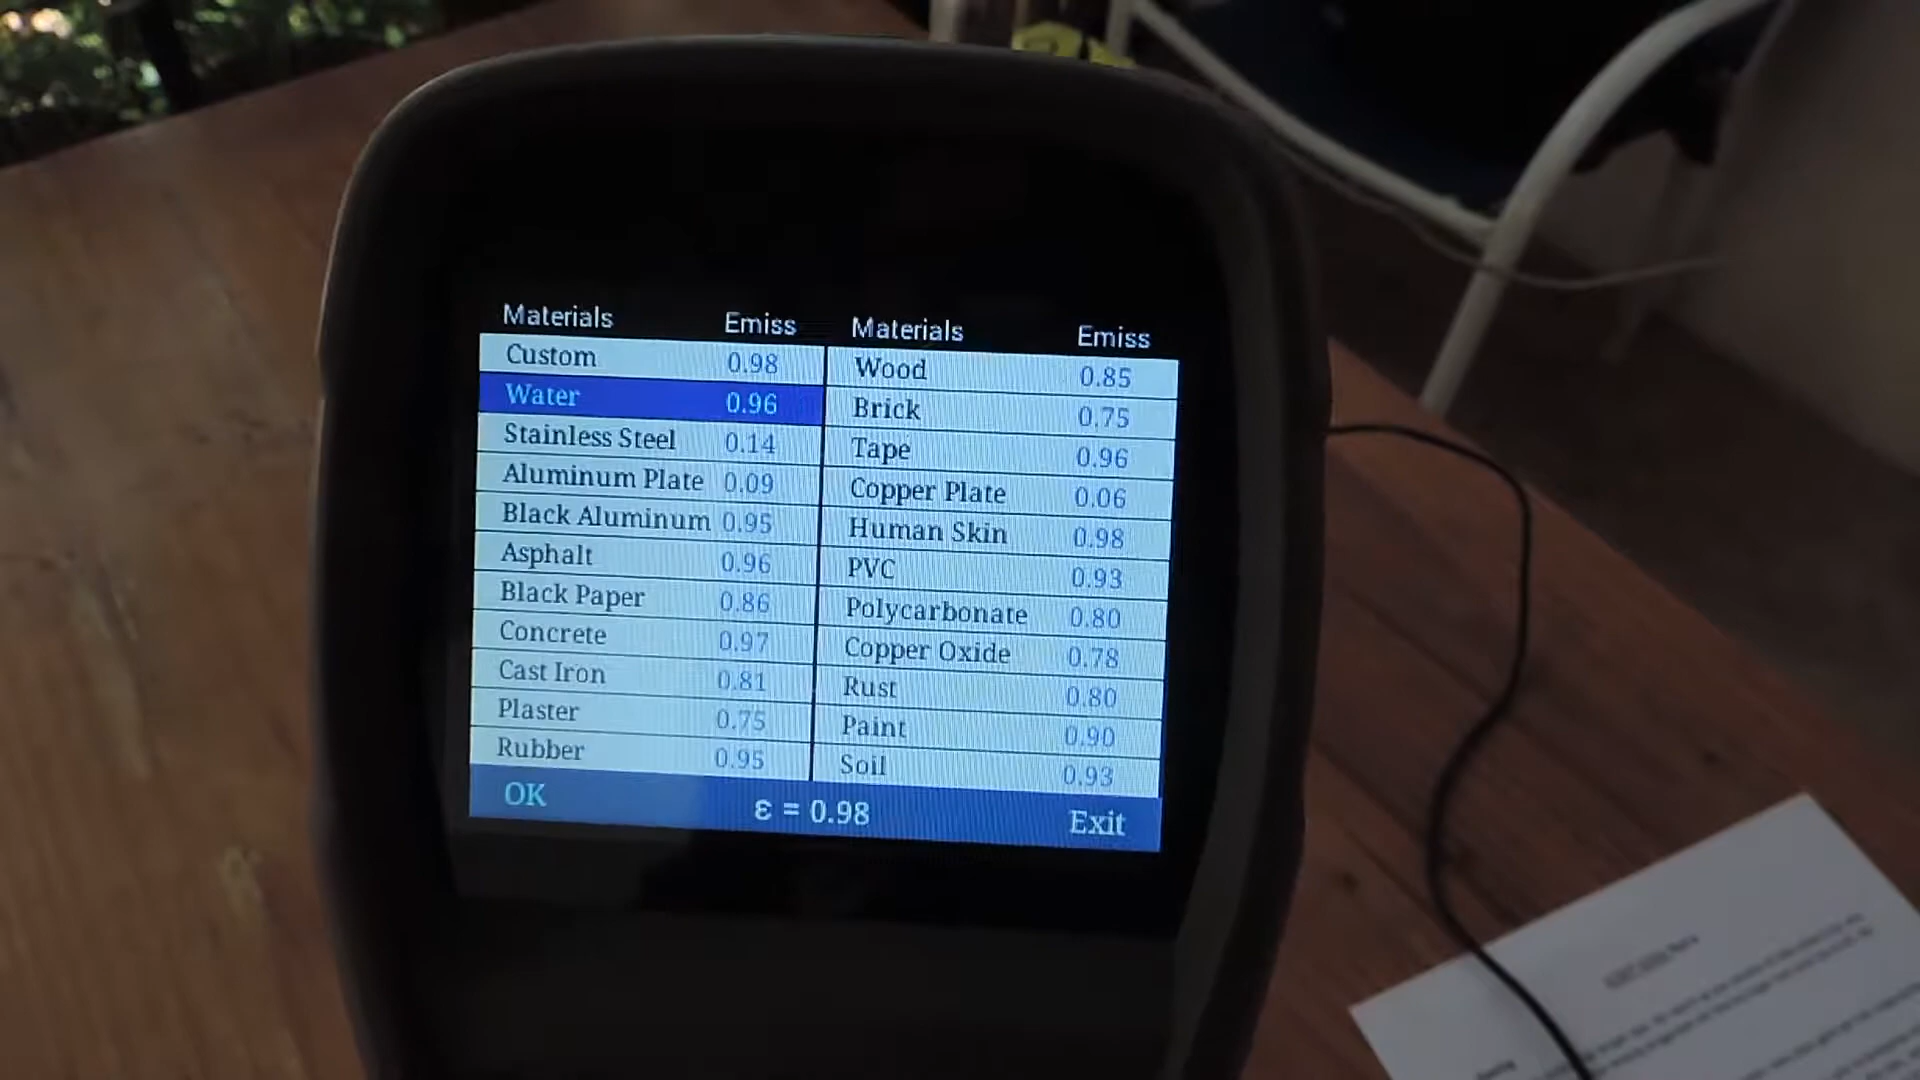 Materials Emiss Materials Emiss
Custom 0.98 Wood 0.85
Water 0.96 Brick 0.75
Stainless Steel 0.14 Tape 0.96
Aluminum Plate 0.09 Copper Plate 0.06
Black Aluminum 0.95 Human Skin 0.98
Asphalt 0.96 PVC 0.93
Black Paper 0.86 Polycarbonate 0.80
Concrete 0.97 Copper Oxide 0.78
Cast Iron 0.81 Rust 0.80
Plaster 0.75 Paint 0.90
Rubber 0.95 Soil 0.93
OK ε = 0.98 Exit